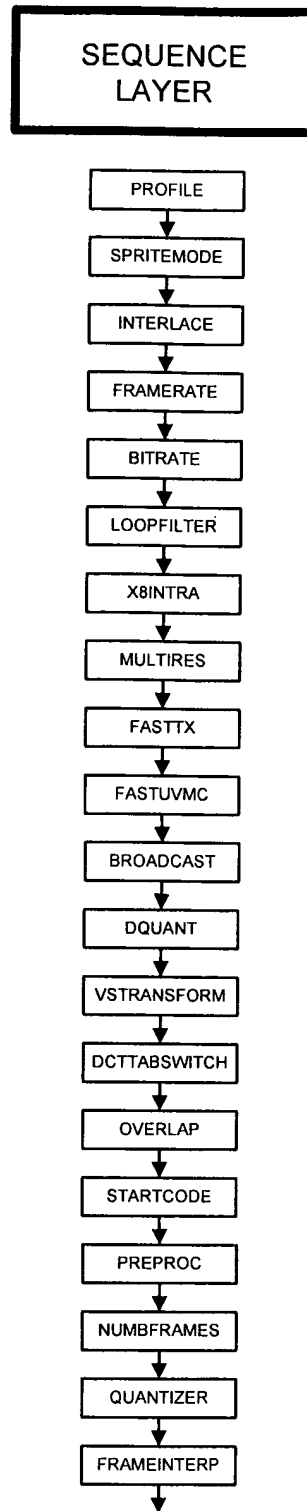 SEQUENCE
LAYER
PROFILE
SPRITEMODE
INTERLACE
FRAMERATE
BITRATE
LOOPFILTER
X8INTRA
MULTIRES
FASTTX
FASTUVMC
BROADCAST
DQUANT
VSTRANSFORM
DCTTABSWITCH
OVERLAP
STARTCODE
PREPROC
NUMBFRAMES
QUANTIZER
FRAMEINTERP